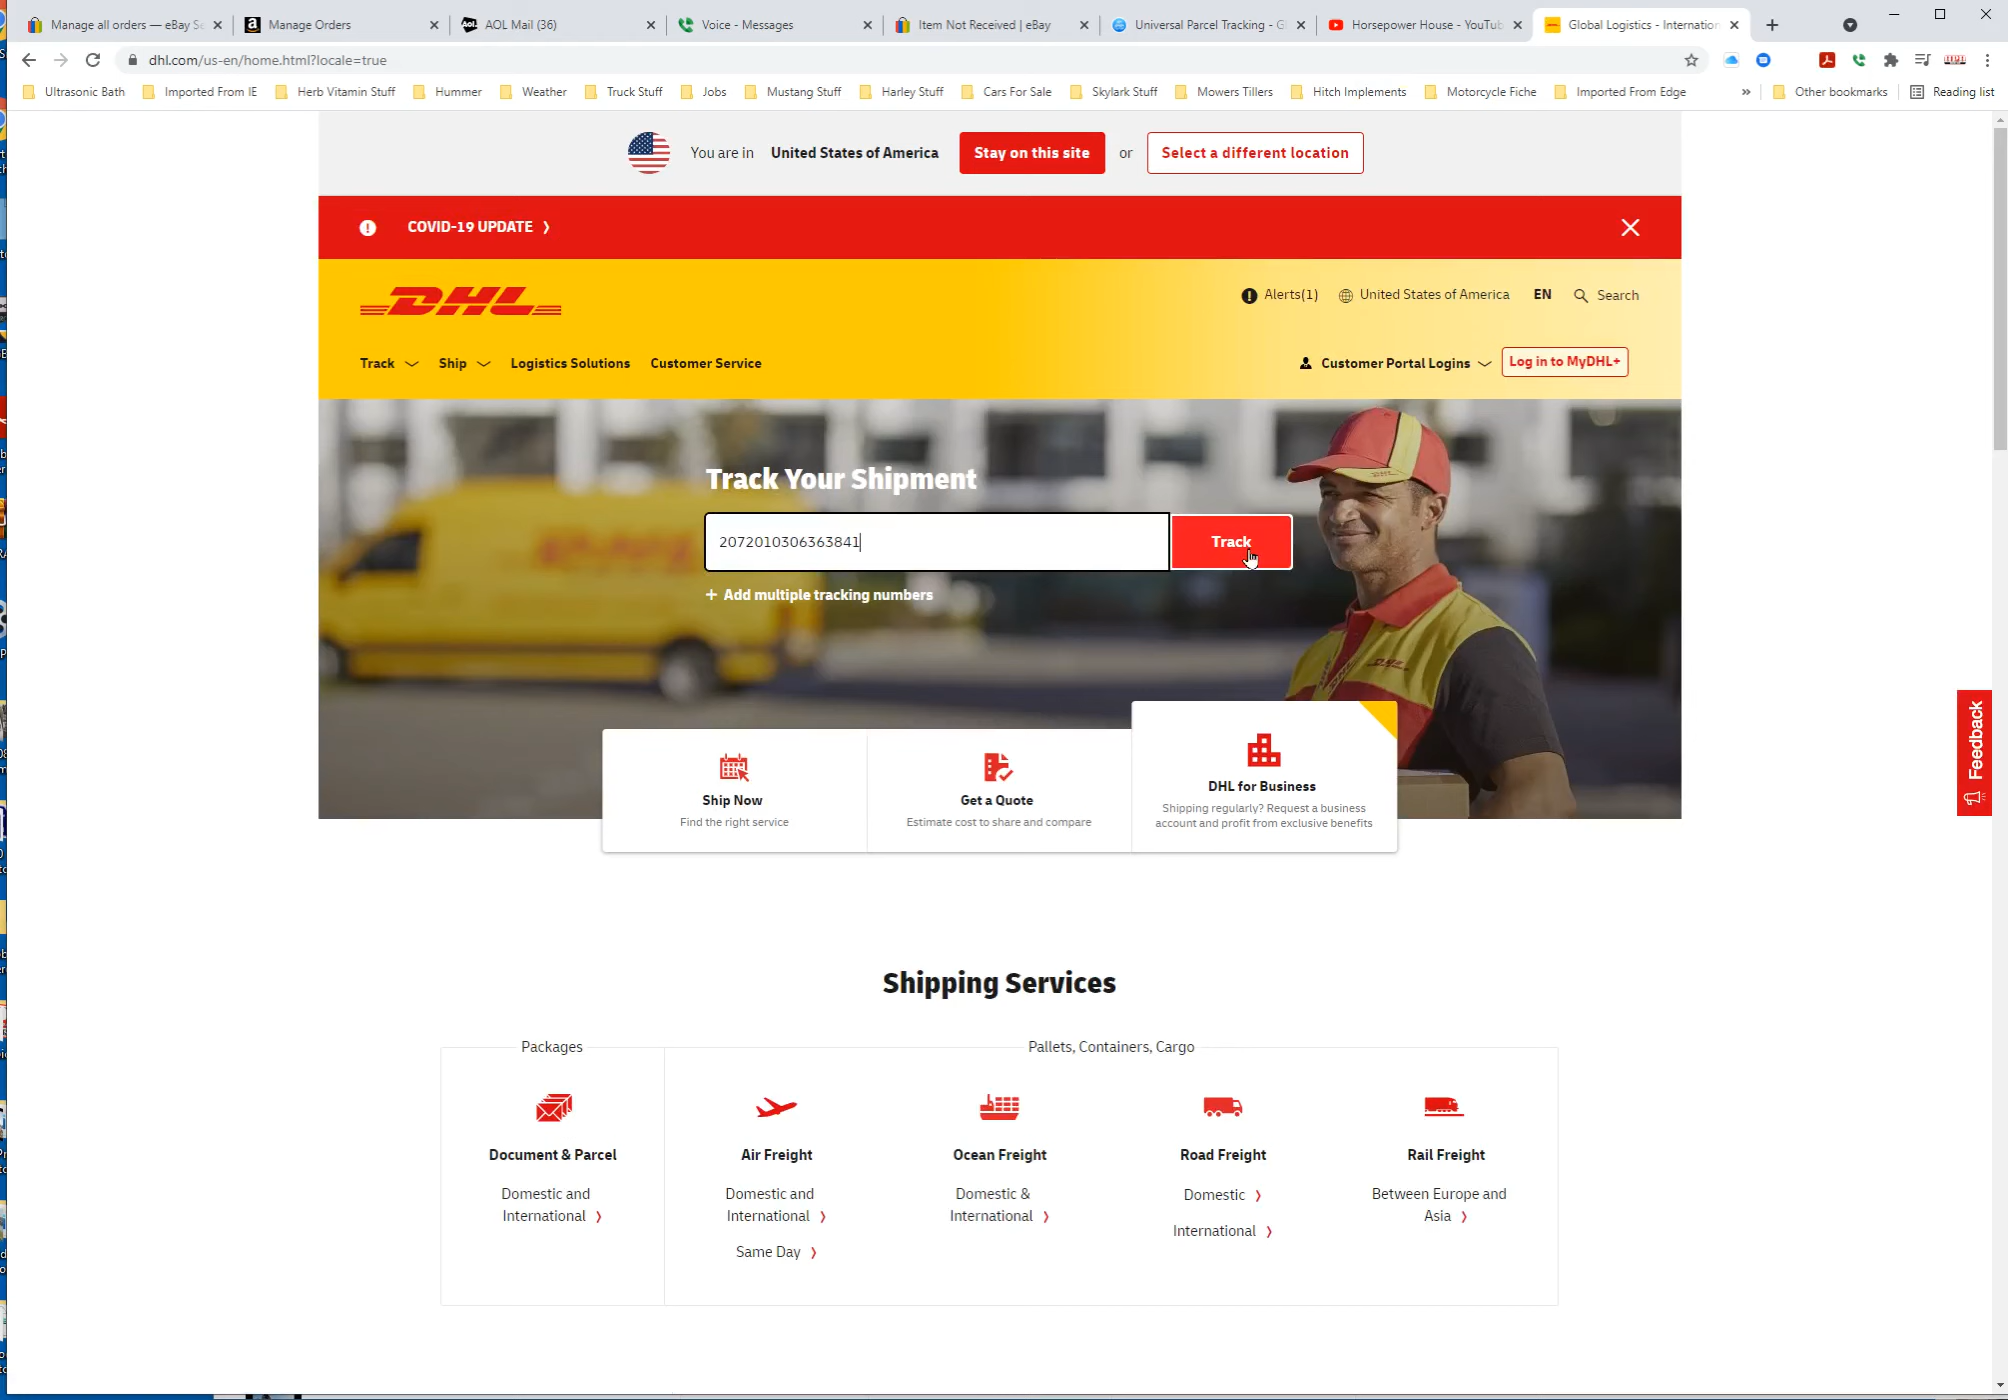 Manage all orders — eBay Se
Manage Orders
AOL Mail (36)
Voice - Messages
Item Not Received | eBay
Universal Parcel Tracking - G
Horsepower House - YouTub
Global Logistics - Internation
dhl.com/us-en/home.html?locale=true
Ultrasonic Bath
Imported From IE
Herb Vitamin Stuff
Hummer
Weather
Truck Stuff
Jobs
Mustang Stuff
Harley Stuff
Cars For Sale
Skylark Stuff
Mowers Tillers
Hitch Implements
Motorcycle Fiche
Imported From Edge
»
Other bookmarks
Reading list
You are in United States of America
Stay on this site
or
Select a different location
COVID-19 UPDATE
DHL
Alerts(1)
United States of America
EN
Search
Track
Ship
Logistics Solutions
Customer Service
Customer Portal Logins
Log in to MyDHL+
Track Your Shipment
2072010306363841
Track
+ Add multiple tracking numbers
Ship Now
Find the right service
Get a Quote
Estimate cost to share and compare
DHL for Business
Shipping regularly? Request a business
account and profit from exclusive benefits
Feedback
Shipping Services
Packages
Pallets, Containers, Cargo
Document & Parcel
Domestic and
International
Air Freight
Domestic and
International
Same Day
Ocean Freight
Domestic &
International
Road Freight
Domestic
International
Rail Freight
Between Europe and
Asia